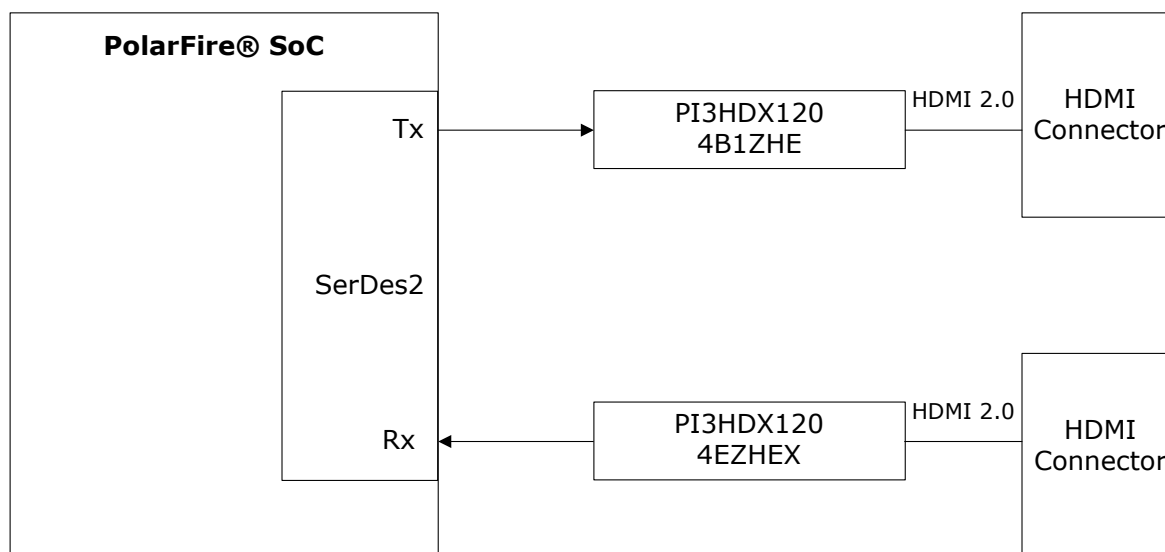 PolarFire® SoC
Tx
PI3HDX120
4B1ZHE
HDMI 2.0
HDMI
Connector
SerDes2
Rx
PI3HDX120
4EZHEX
HDMI 2.0
HDMI
Connector